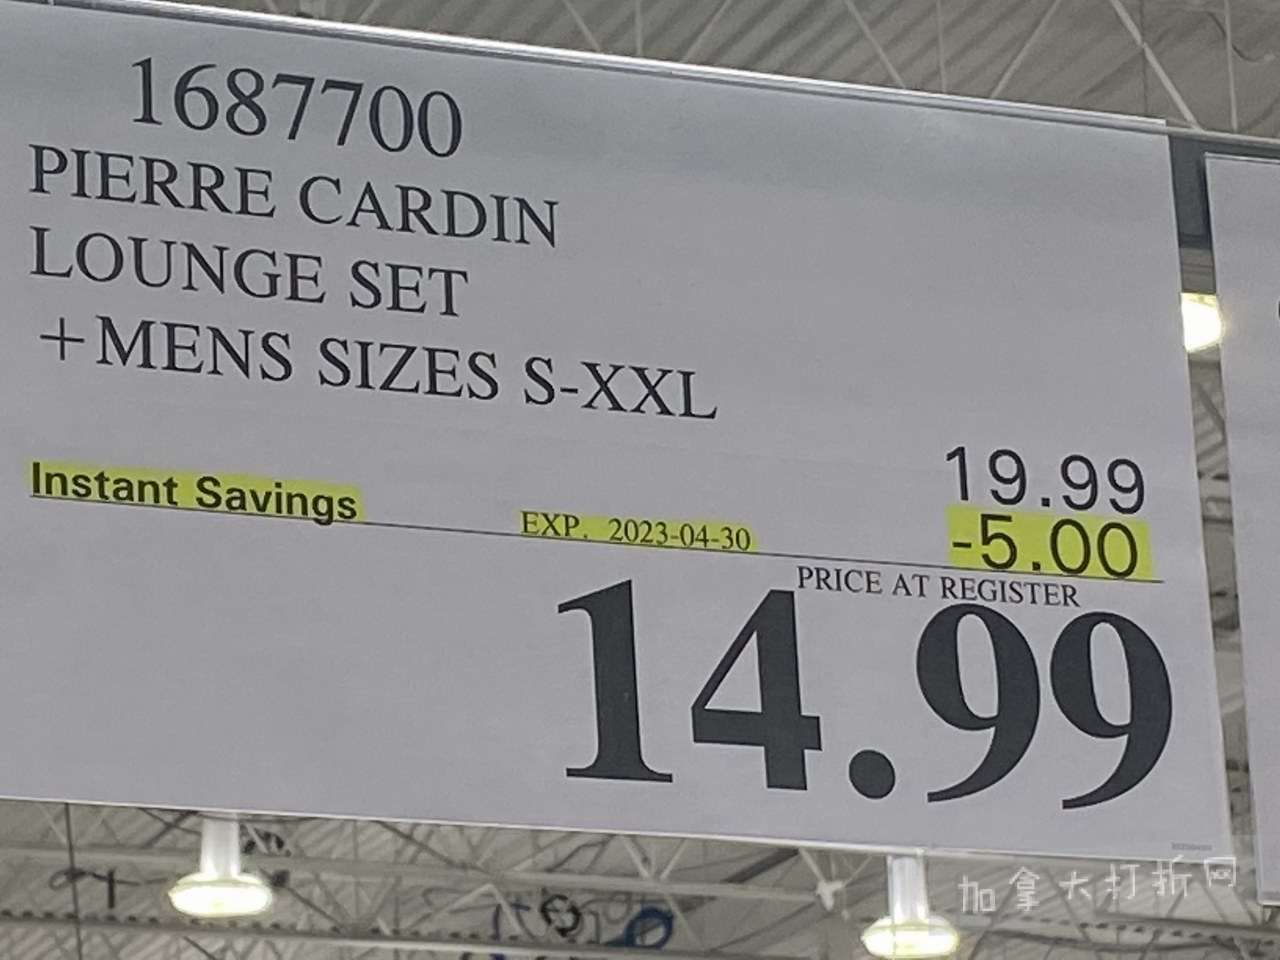 1687700
PIERRE CARDIN
LOUNGE SET
+MENS SIZES S-XXL
19.99
Instant Savings EXP. 2023-04-30 -5.00
PRICE AT REGISTER
14.99
加拿大打折网